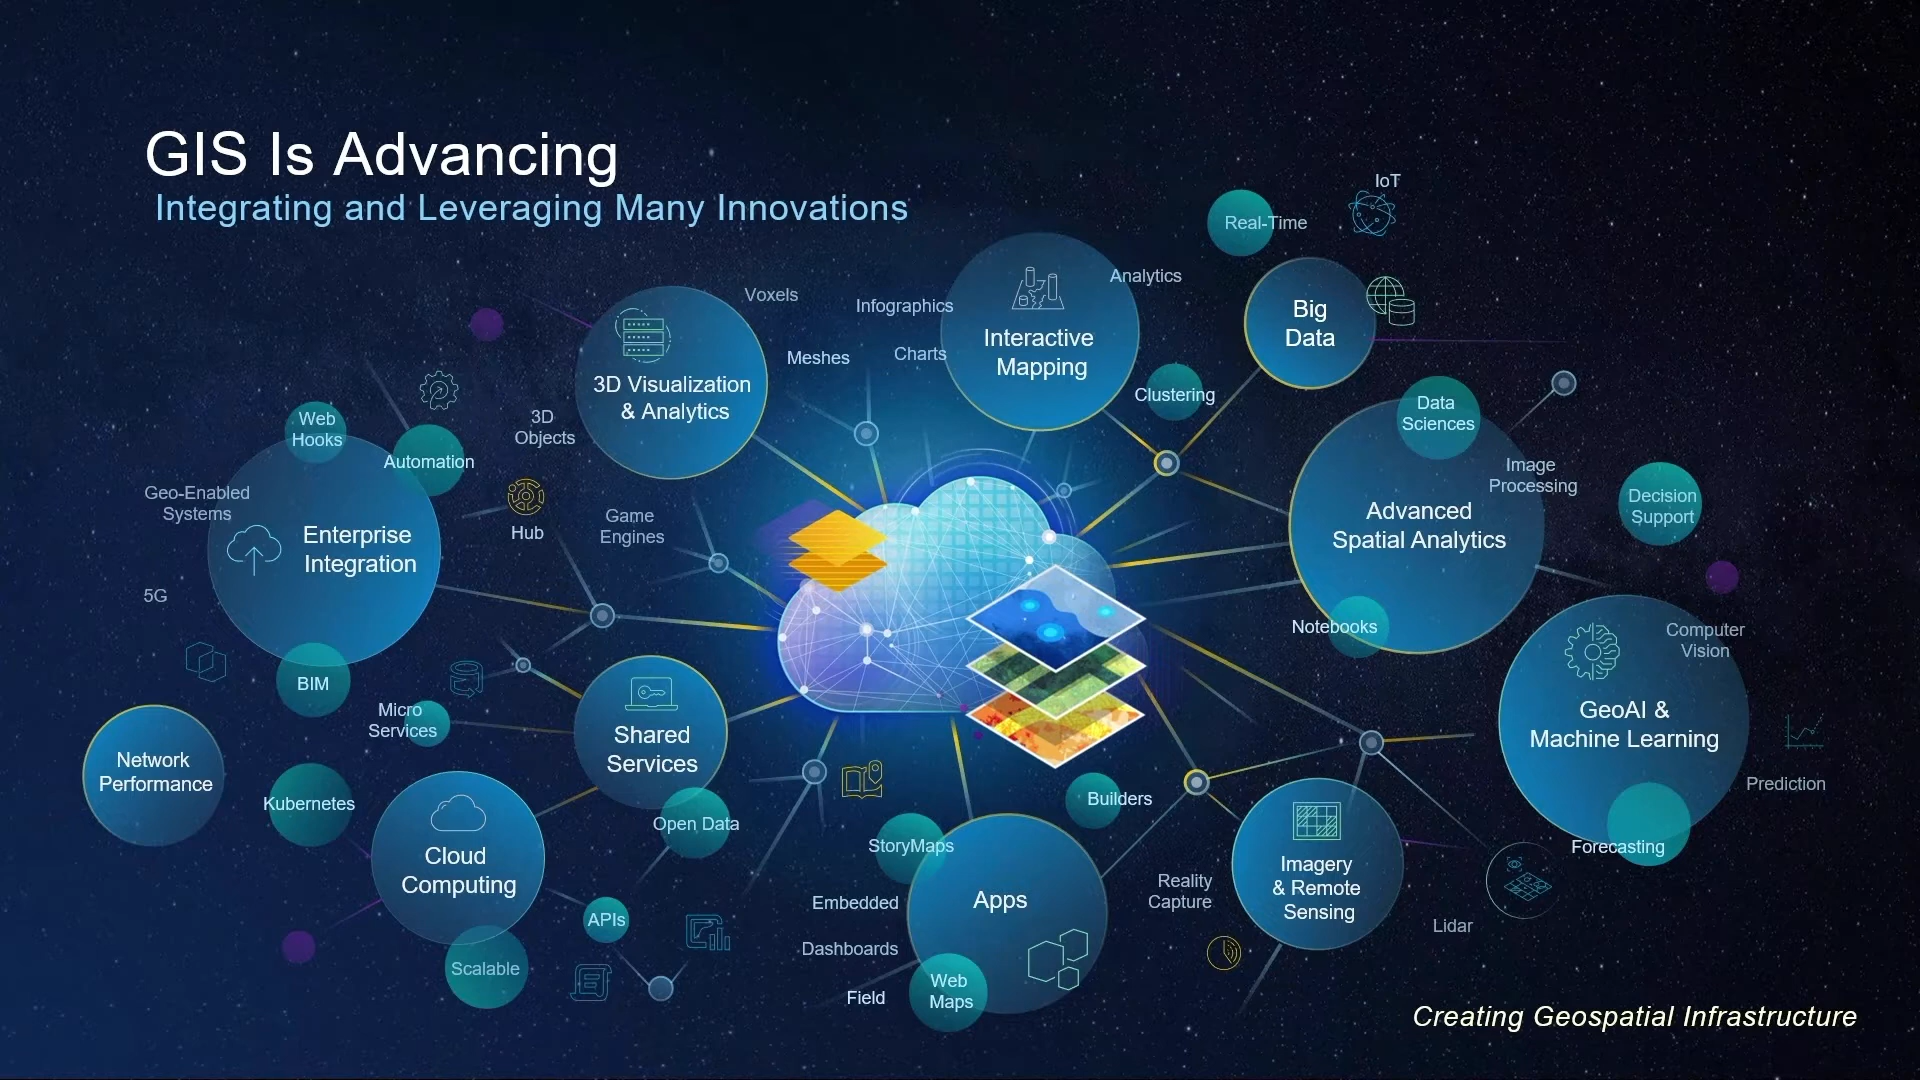 GIS Is Advancing
Integrating and Leveraging Many Innovations
IoT
Real-Time
Analytics
Voxels
Infographics
Big
Data
Interactive
Mapping
Meshes
Charts
3D Visualization
& Analytics
Clustering
Data
Sciences
3D
Objects
Web
Hooks
Automation
Image
Processing
Geo-Enabled
Systems
Decision
Support
Advanced
Spatial Analytics
Game
Engines
Hub
Enterprise
Integration
5G
Notebooks
Computer
Vision
BIM
Micro
Services
GeoAI &
Machine Learning
Shared
Services
Network
Performance
Prediction
Kubernetes
Builders
Open Data
StoryMaps
Forecasting
Cloud
Computing
Imagery
& Remote
Sensing
Reality
Capture
Apps
Embedded
APIs
Lidar
Dashboards
Scalable
Field
Web
Maps
Creating Geospatial Infrastructure